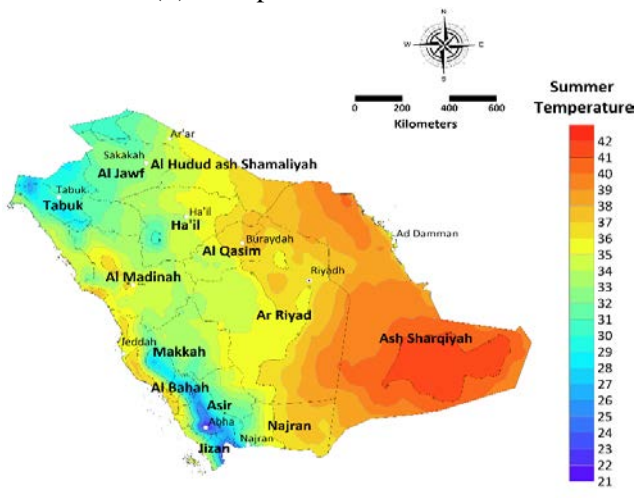 N
W E
S
0 200 400 600
Kilometers
Summer
Temperature
42
41
40
39
38
37
36
35
34
33
32
31
30
29
28
27
26
25
24
23
22
21
Ar'ar
Sakakah
Al Hudud ash Shamaliyah
Al Jawf
Tabuk
Tabuk
Ha'il
Ha'il
Buraydah
Al Qasim
Ad Damman
Al Madinah
Riyadh
Ar Riyad
Jeddah
Makkah
Ash Sharqiyah
Al Bahah
Asir
Abha
Najran
Najran
Jizan